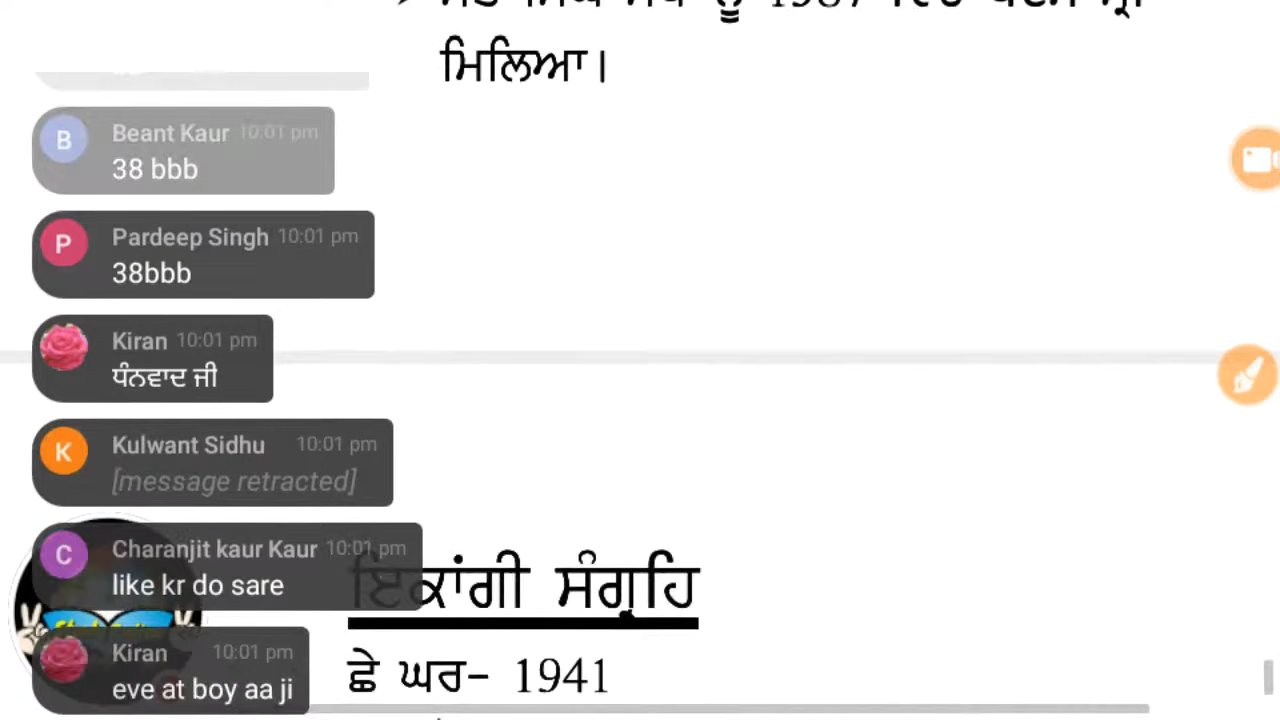 1987
ਮਿਲਿਆ।
Beant Kaur 10:01 pm
38 bbb
Pardeep Singh 10:01 pm
38bbb
Kiran 10:01 pm
ਧੰਨਵਾਦ ਜੀ
Kulwant Sidhu 10:01 pm
[message retracted]
Charanjit kaur Kaur 10:01 pm
like kr do sare
ਇਕਾਂਗੀ ਸੰਗ੍ਰਹਿ
Kiran 10:01 pm
eve at boy aa ji
ਛੇ ਘਰ- 1941